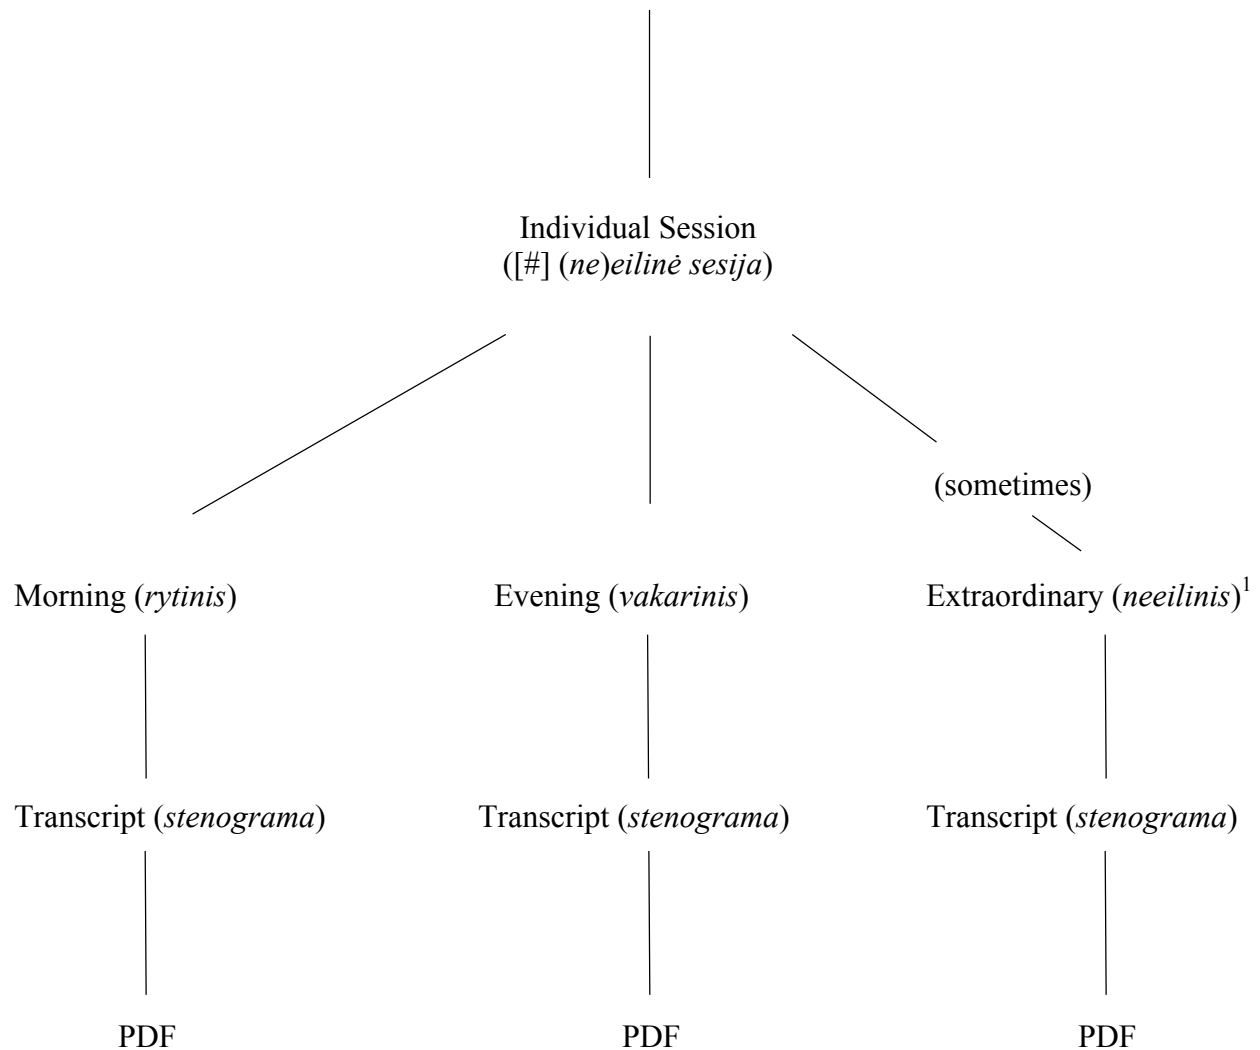 Individual Session
([#] (ne)eilinė sesija)
(sometimes)
Morning (rytinis)
Evening (vakarinis)
Extraordinary (neeilinis)1
Transcript (stenograma)
Transcript (stenograma)
Transcript (stenograma)
PDF
PDF
PDF